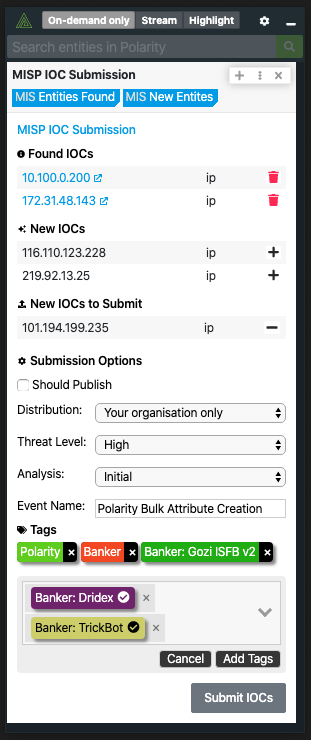 On-demand only Stream Highlight
Search entities in Polarity
MISP IOC Submission
MIS Entities Found MIS New Entites
MISP IOC Submission
Found IOCs
10.100.0.200 ip
172.31.48.143 ip
New IOCs
116.110.123.228 ip
219.92.13.25 ip
New IOCs to Submit
101.194.199.235 ip
Submission Options
Should Publish
Distribution: Your organisation only
Threat Level: High
Analysis: Initial
Event Name: Polarity Bulk Attribute Creation
Tags
Polarity × Banker × Banker: Gozi ISFB v2 ×
Banker: Dridex ×
Banker: TrickBot ×
Cancel Add Tags
Submit IOCs